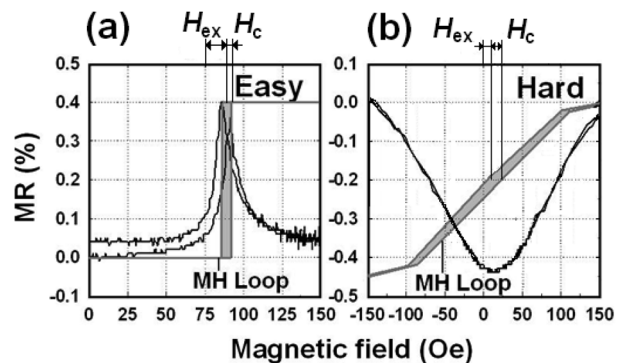 (a) Hex Hc
(b) Hex Hc
Easy
Hard
MR (%)
0.5
0.4
0.3
0.2
0.1
0.0
-0.1
0 25 50 75 100 125 150
MH Loop
0.1
0.0
-0.1
-0.2
-0.3
-0.4
-0.5
-150 -100 -50 0 50 100 150
MH Loop
Magnetic field (Oe)